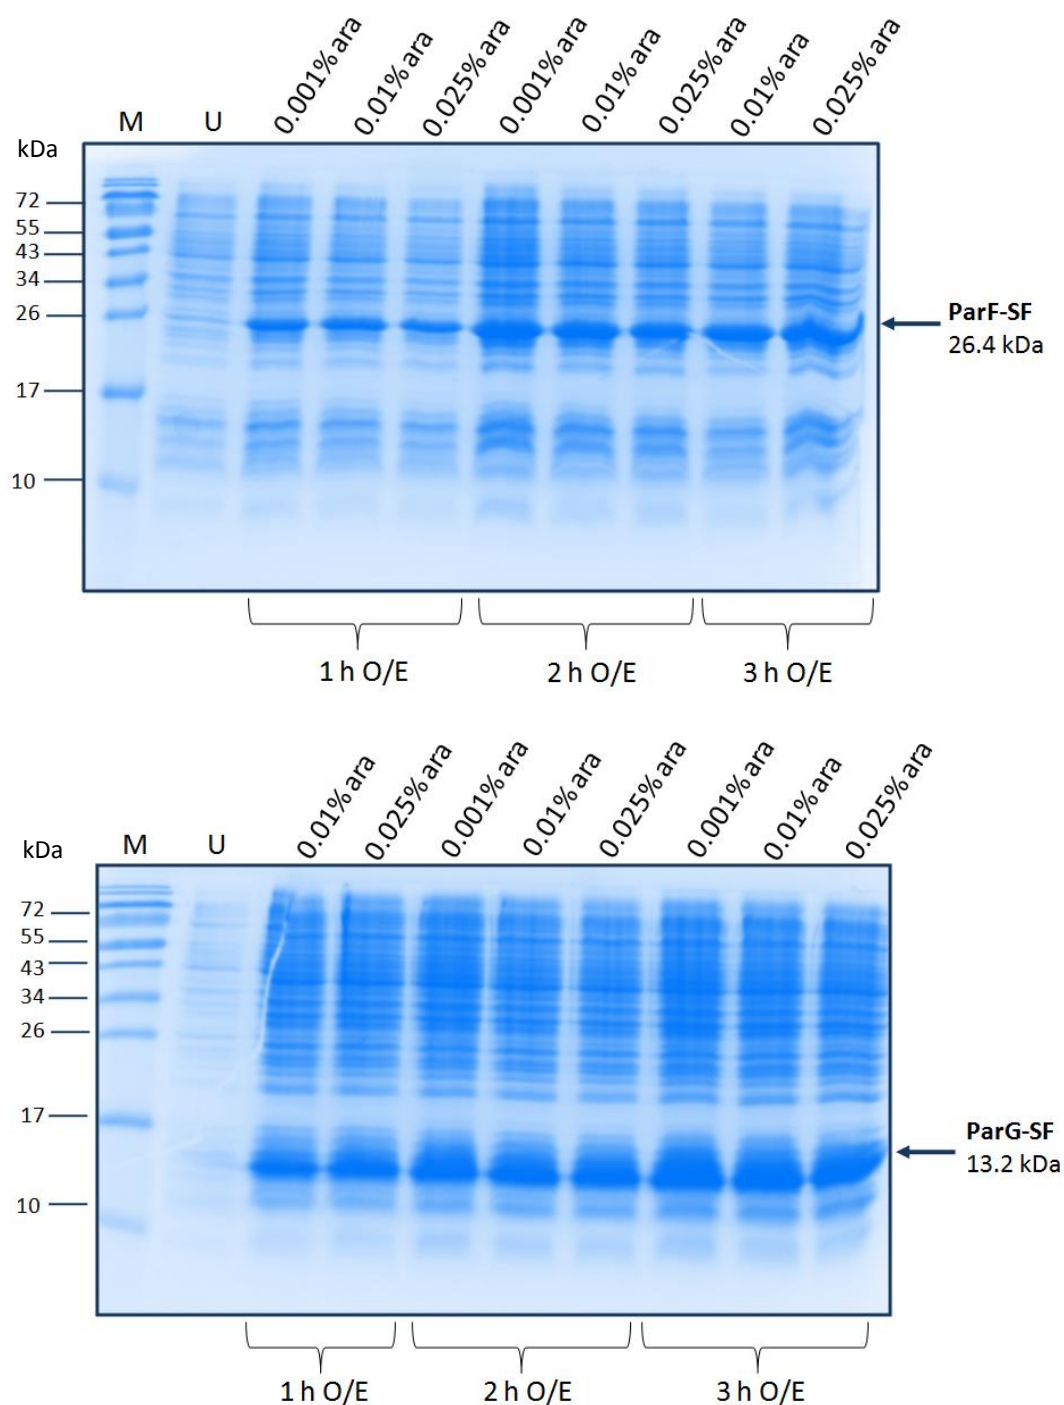 0.001% ara
0.01% ara
0.025% ara
0.001% ara
0.01% ara
0.025% ara
0.01% ara
0.025% ara
M
U
kDa
72
55
43
34
26
17
10
ParF-SF
26.4 kDa
1 h O/E
2 h O/E
3 h O/E
0.01% ara
0.025% ara
0.001% ara
0.01% ara
0.025% ara
0.001% ara
0.01% ara
0.025% ara
M
U
kDa
72
55
43
34
26
17
10
ParG-SF
13.2 kDa
1 h O/E
2 h O/E
3 h O/E